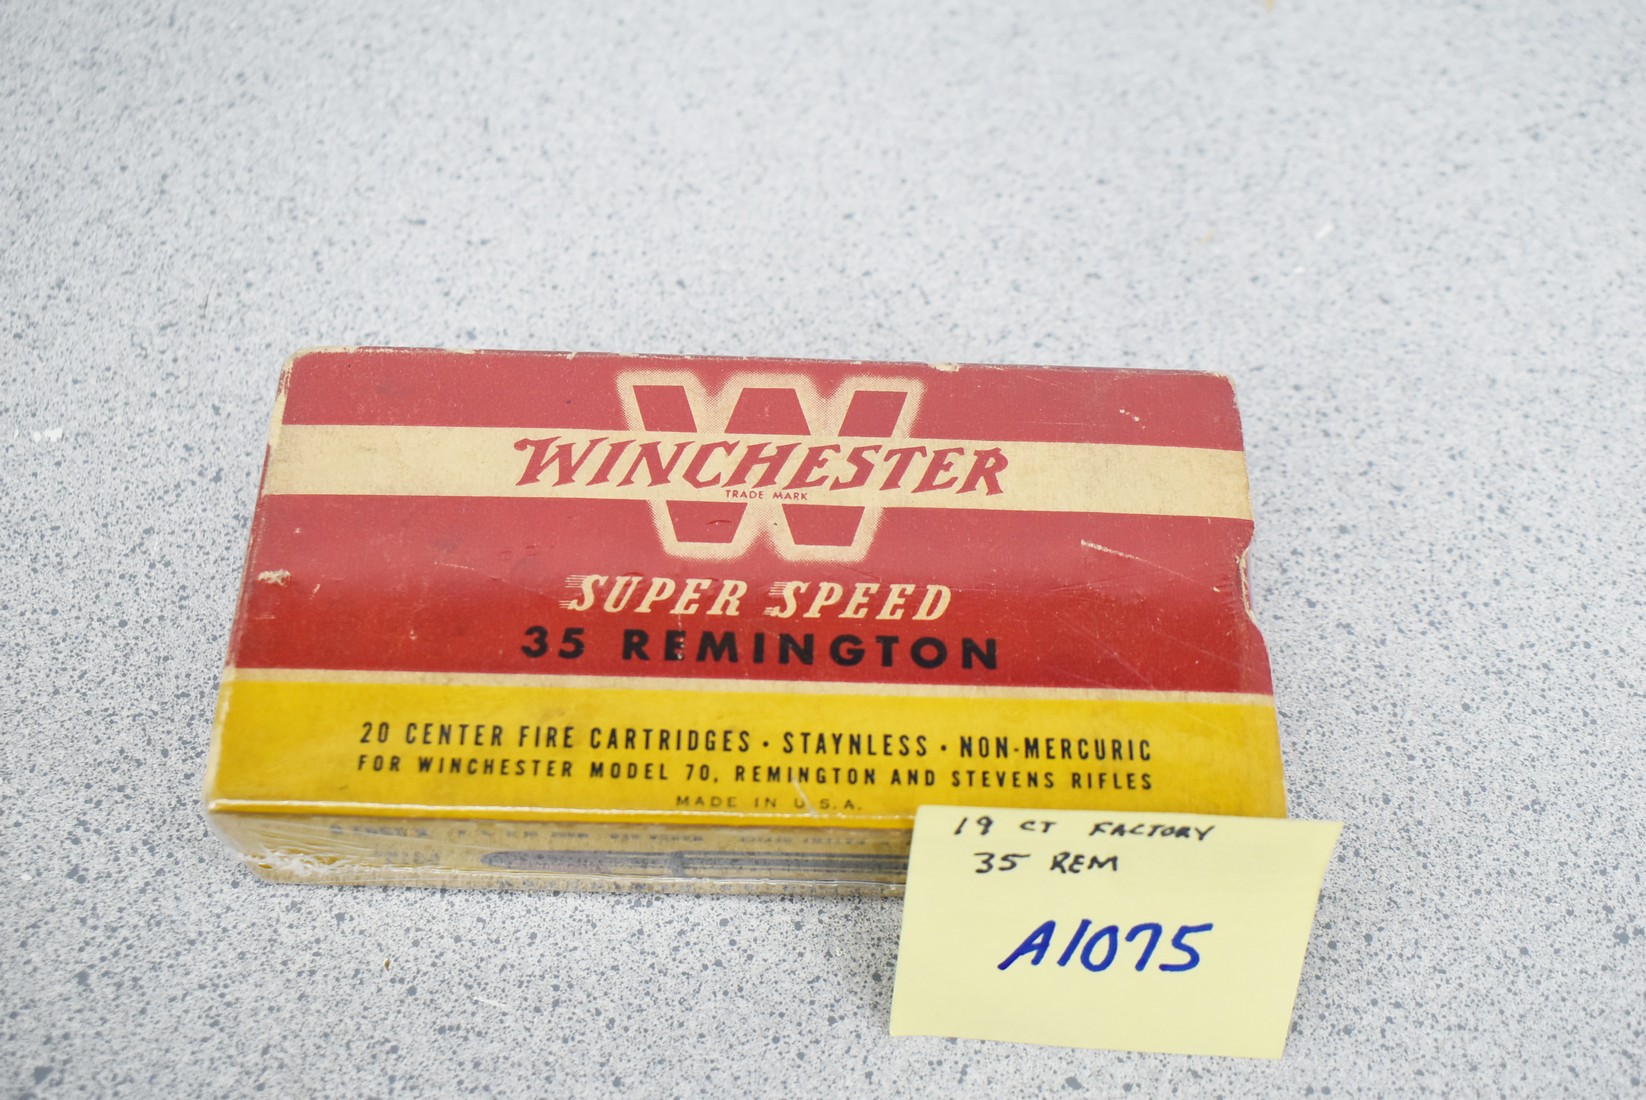 WINCHESTER
TRADE MARK
SUPER SPEED
35 REMINGTON
20 CENTER FIRE CARTRIDGES · STAYNLESS · NON-MERCURIC
FOR WINCHESTER MODEL 70, REMINGTON AND STEVENS RIFLES
MADE IN U.S.A.
19 CT FACTORY
35 REM
A1075